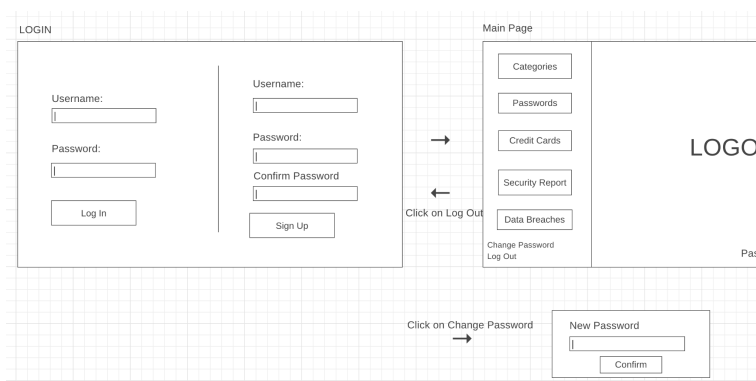 LOGIN
Username:
Password:
Log In
Username:
Password:
Confirm Password
Sign Up
Click on Log Out
Main Page
Categories
Passwords
Credit Cards
Security Report
Data Breaches
Change Password
Log Out
LOGO
Click on Change Password
New Password
Confirm